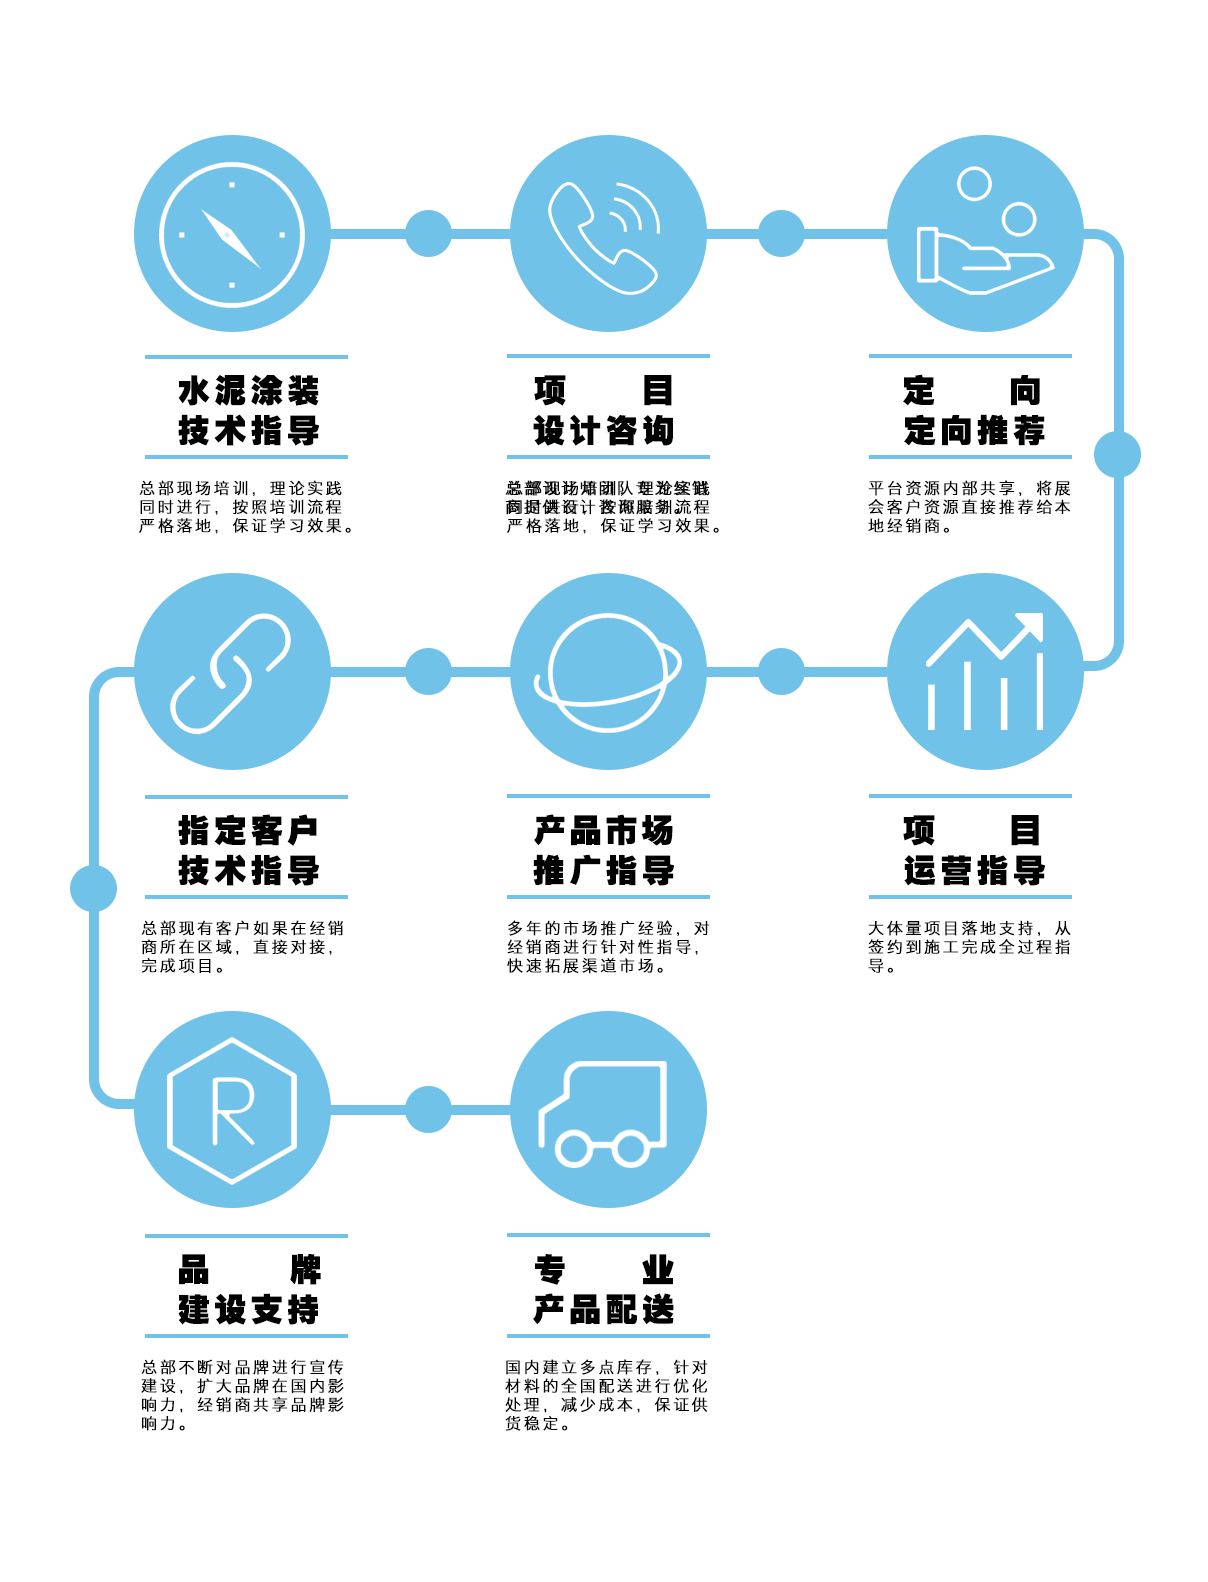 水泥涂装
技术指导
总部现场培训，理论实践
同时进行，按照培训流程
严格落地，保证学习效果。
项 目
设计咨询
严格落地，保证学习效果。
定 向
定向推荐
平台资源内部共享，将展
会客户资源直接推荐给本
地经销商。
指定客户
技术指导
总部现有客户如果在经销
商所在区域，直接对接，
完成项目。
产品市场
推广指导
多年的市场推广经验，对
经销商进行针对性指导，
快速拓展渠道市场。
项 目
运营指导
大体量项目落地支持，从
签约到施工完成全过程指
导。
R
品 牌
建设支持
总部不断对品牌进行宣传
建设，扩大品牌在国内影
响力，经销商共享品牌影
响力。
专 业
产品配送
国内建立多点库存，针对
材料的全国配送进行优化
处理，减少成本，保证供
货稳定。